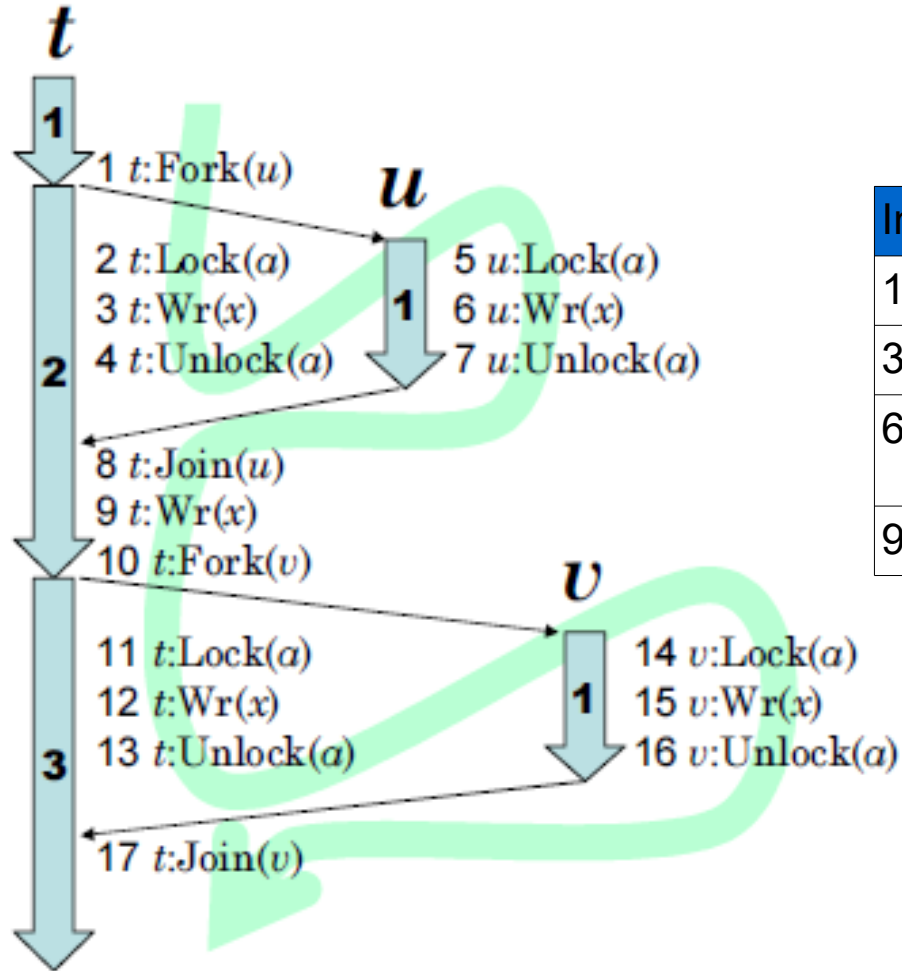 t
1
1 t:Fork(u)
u
2 t:Lock(a)
3 t:Wr(x)
4 t:Unlock(a)
1
5 u:Lock(a)
6 u:Wr(x)
7 u:Unlock(a)
2
8 t:Join(u)
9 t:Wr(x)
10 t:Fork(v)
v
11 t:Lock(a)
12 t:Wr(x)
13 t:Unlock(a)
1
14 v:Lock(a)
15 v:Wr(x)
16 v:Unlock(a)
3
17 t:Join(v)
1
3
6
9